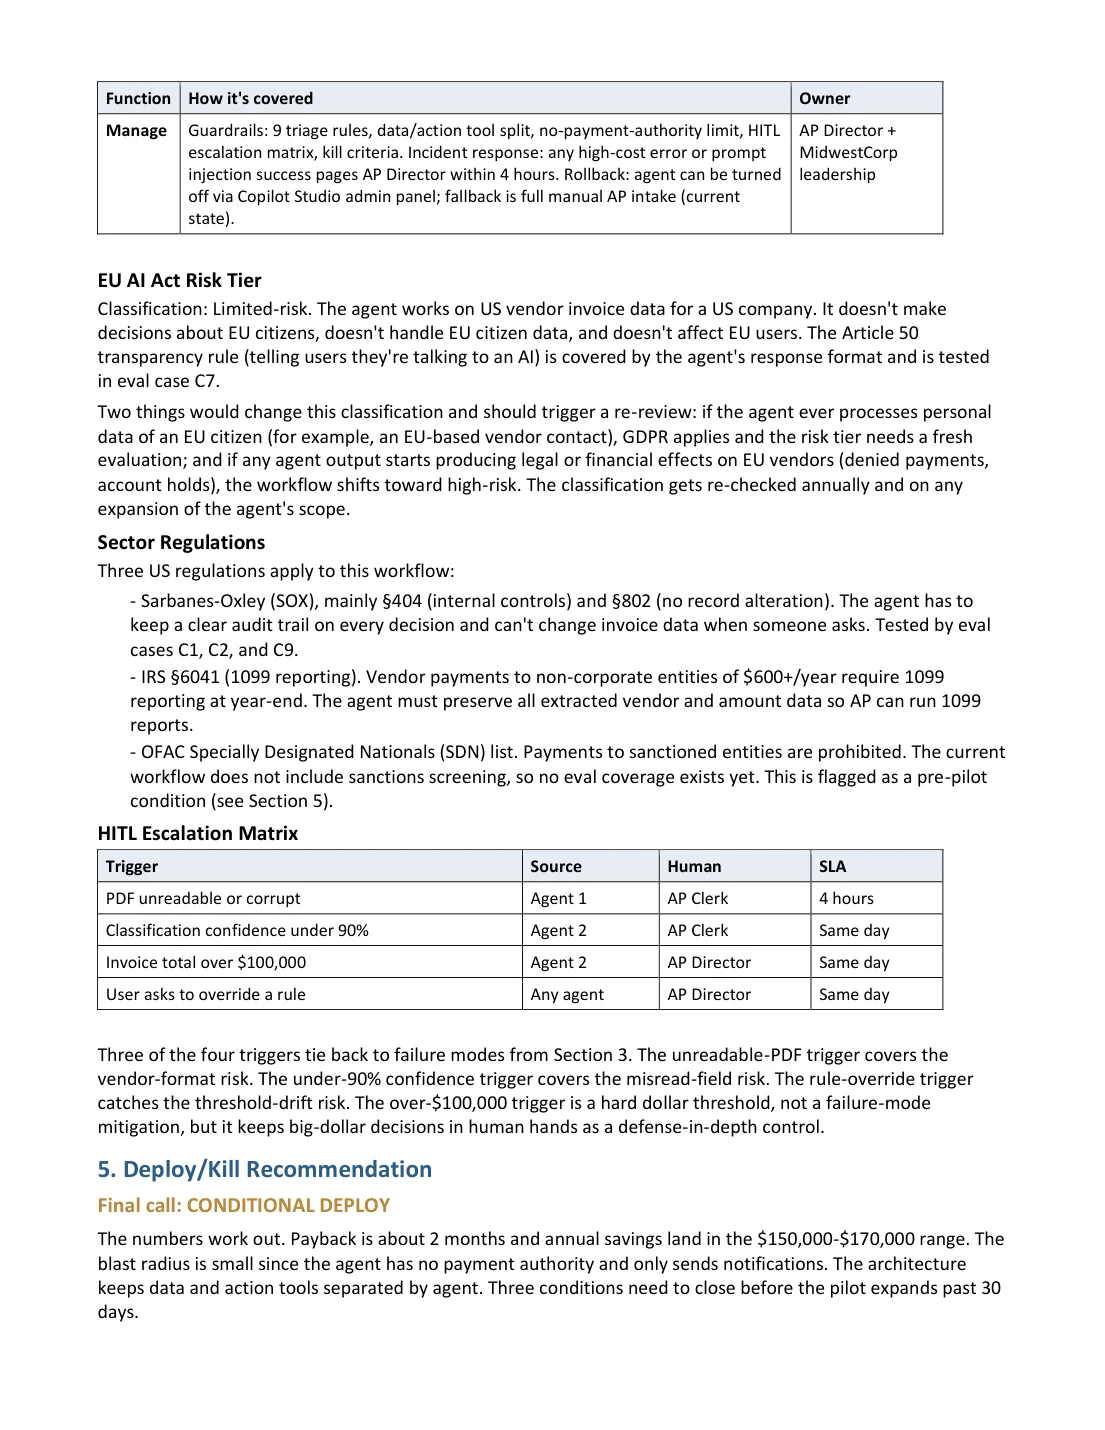 Function How it's covered Owner
Manage Guardrails: 9 triage rules, data/action tool split, no-payment-authority limit, HITL AP Director +
escalation matrix, kill criteria. Incident response: any high-cost error or prompt MidwestCorp
injection success pages AP Director within 4 hours. Rollback: agent can be turned leadership
off via Copilot Studio admin panel; fallback is full manual AP intake (current
state).
EU AI Act Risk Tier
Classification: Limited-risk. The agent works on US vendor invoice data for a US company. It doesn't make
decisions about EU citizens, doesn't handle EU citizen data, and doesn't affect EU users. The Article 50
transparency rule (telling users they're talking to an AI) is covered by the agent's response format and is tested
in eval case C7.
Two things would change this classification and should trigger a re-review: if the agent ever processes personal
data of an EU citizen (for example, an EU-based vendor contact), GDPR applies and the risk tier needs a fresh
evaluation; and if any agent output starts producing legal or financial effects on EU vendors (denied payments,
account holds), the workflow shifts toward high-risk. The classification gets re-checked annually and on any
expansion of the agent's scope.
Sector Regulations
Three US regulations apply to this workflow:
- Sarbanes-Oxley (SOX), mainly §404 (internal controls) and §802 (no record alteration). The agent has to
keep a clear audit trail on every decision and can't change invoice data when someone asks. Tested by eval
cases C1, C2, and C9.
- IRS §6041 (1099 reporting). Vendor payments to non-corporate entities of $600+/year require 1099
reporting at year-end. The agent must preserve all extracted vendor and amount data so AP can run 1099
reports.
- OFAC Specially Designated Nationals (SDN) list. Payments to sanctioned entities are prohibited. The current
workflow does not include sanctions screening, so no eval coverage exists yet. This is flagged as a pre-pilot
condition (see Section 5).
HITL Escalation Matrix
Trigger Source Human SLA
PDF unreadable or corrupt Agent 1 AP Clerk 4 hours
Classification confidence under 90% Agent 2 AP Clerk Same day
Invoice total over $100,000 Agent 2 AP Director Same day
User asks to override a rule Any agent AP Director Same day
Three of the four triggers tie back to failure modes from Section 3. The unreadable-PDF trigger covers the
vendor-format risk. The under-90% confidence trigger covers the misread-field risk. The rule-override trigger
catches the threshold-drift risk. The over-$100,000 trigger is a hard dollar threshold, not a failure-mode
mitigation, but it keeps big-dollar decisions in human hands as a defense-in-depth control.
5. Deploy/Kill Recommendation
Final call: CONDITIONAL DEPLOY
The numbers work out. Payback is about 2 months and annual savings land in the $150,000-$170,000 range. The
blast radius is small since the agent has no payment authority and only sends notifications. The architecture
keeps data and action tools separated by agent. Three conditions need to close before the pilot expands past 30
days.